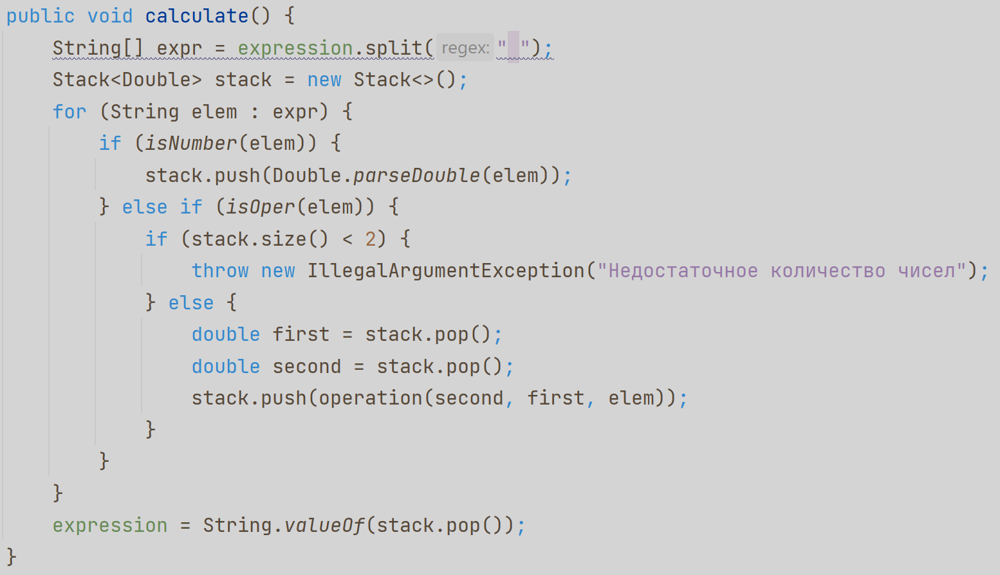 public void calculate() {
String[] expr = expression.split( regex: " ");
Stack<Double> stack = new Stack<>();
for (String elem : expr) {
if (isNumber(elem)) {
stack.push(Double.parseDouble(elem));
} else if (isOper(elem)) {
if (stack.size() < 2) {
throw new IllegalArgumentException("Недостаточное количество чисел");
} else {
double first = stack.pop();
double second = stack.pop();
stack.push(operation(second, first, elem));
}
}
}
expression = String.valueOf(stack.pop());
}